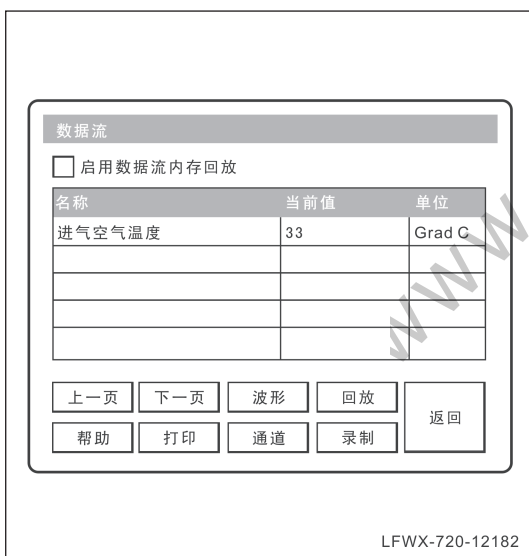 数据流
启用数据流内存回放
名称 当前值 单位
进气空气温度 33 Grad C
上一页 下一页 波形 回放 返回
帮助 打印 通道 录制
WWW
LFWX-720-12182